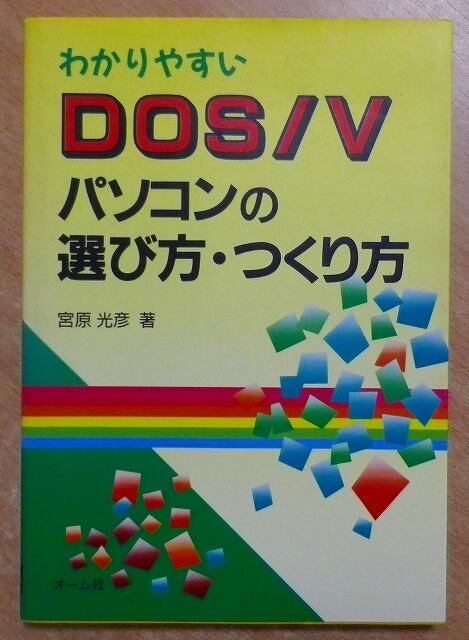 わかりやすい
DOS/V
パソコンの
選び方・つくり方
宮原 光彦 著
オーム社